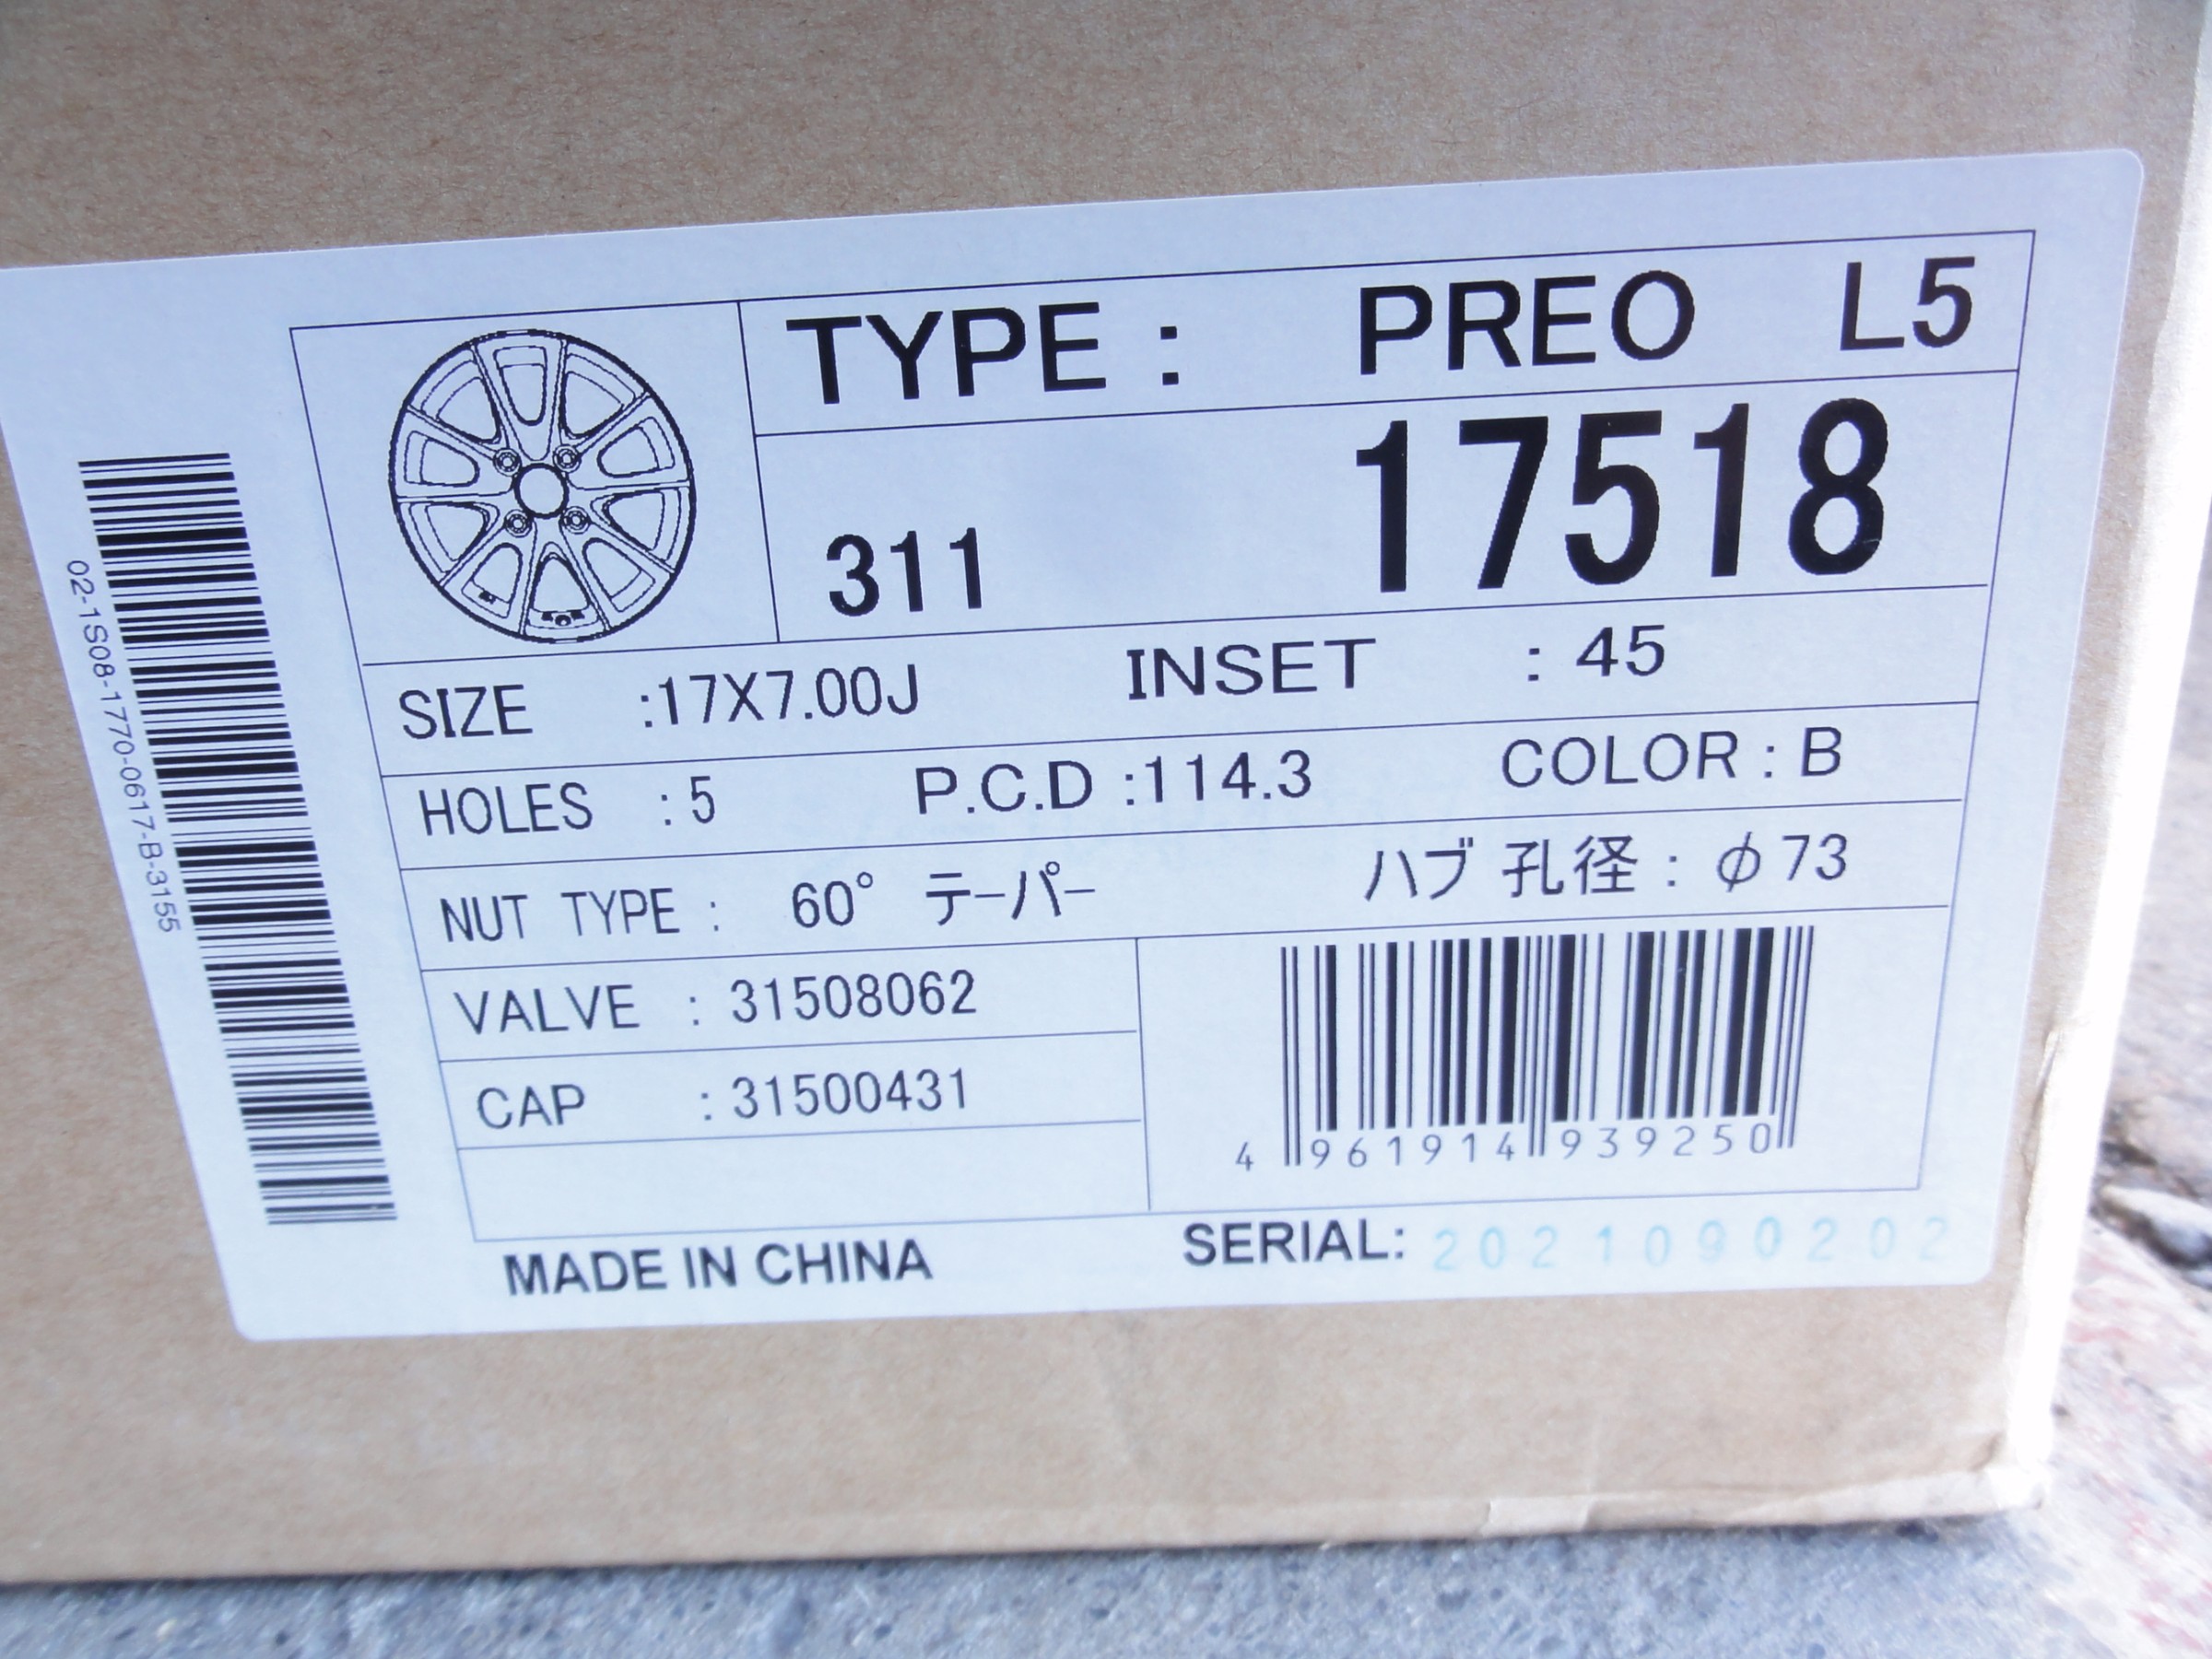 TYPE : PREO L5
311 17518
SIZE :17X7.00J INSET : 45
HOLES :5 P.C.D :114.3 COLOR : B
NUT TYPE : 60° テーパー ハブ孔径 : φ73
VALVE : 31508062
CAP : 31500431
4 961914 939250
MADE IN CHINA SERIAL: 2021090202
02-1S08-1770-0617-B-3155